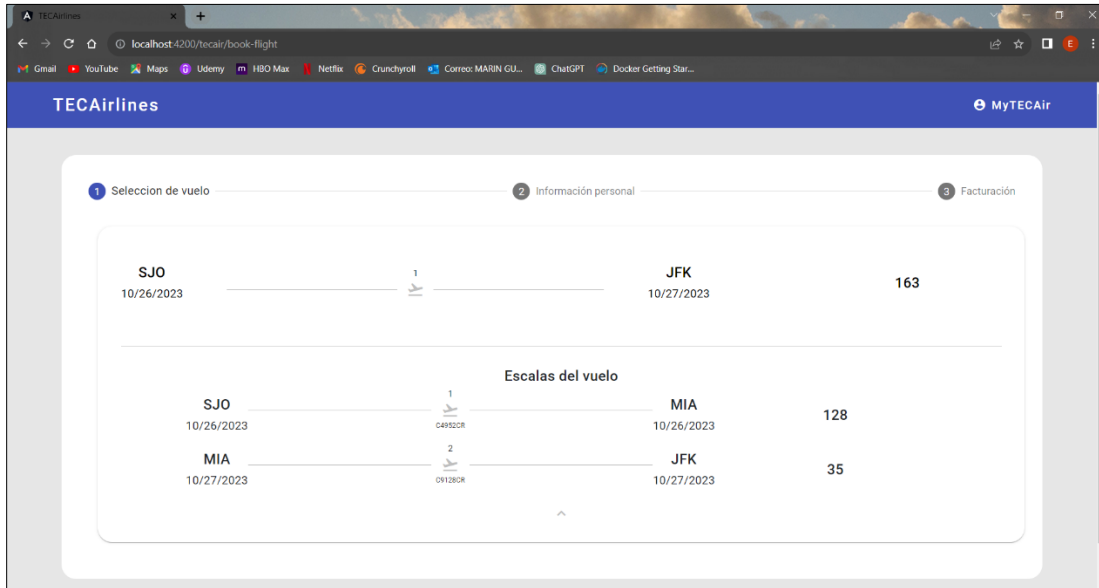 TECAirlines
localhost:4200/tecair/book-flight
Gmail YouTube Maps Udemy HBO Max Netflix Crunchyroll Correo: MARIN GU... ChatGPT Docker Getting Star...
TECAirlines MyTECAir
1 Seleccion de vuelo 2 Información personal 3 Facturación
1
SJO JFK 163
10/26/2023 10/27/2023
Escalas del vuelo
1
SJO MIA 128
10/26/2023 C4952CR 10/26/2023
2
MIA JFK 35
10/27/2023 C9128CR 10/27/2023